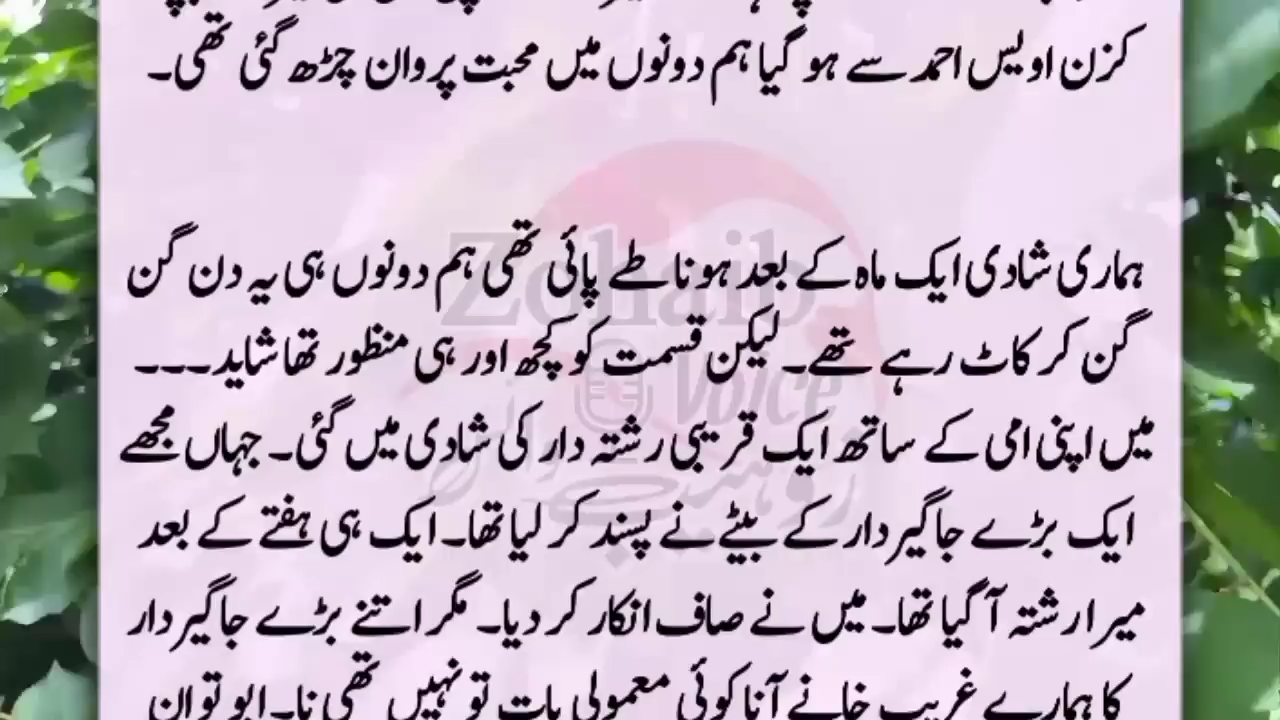 کزن اویس احمد سے ہو گیا ہم دونوں میں محبت پروان چڑھ گئی تھی۔
ہماری شادی ایک ماہ کے بعد ہونا طے پائی تھی ہم دونوں ہی یہ دن گن
گن کر کاٹ رہے تھے۔ لیکن قسمت کو کچھ اور ہی منظور تھا شاید۔۔۔
میں اپنی امی کے ساتھ ایک قریبی رشتہ دار کی شادی میں گئی۔ جہاں مجھے
ایک بڑے جاگیر دار کے بیٹے نے پسند کر لیا تھا۔ ایک ہی ہفتے کے بعد
میرا رشتہ آ گیا تھا۔ میں نے صاف انکار کر دیا۔ مگر اتنے بڑے جاگیر دار
کا ہمارے غریب خانے آنا کوئی معمولی بات تو نہیں تھی نا۔ ابو تو ان
Zohaib
Voice